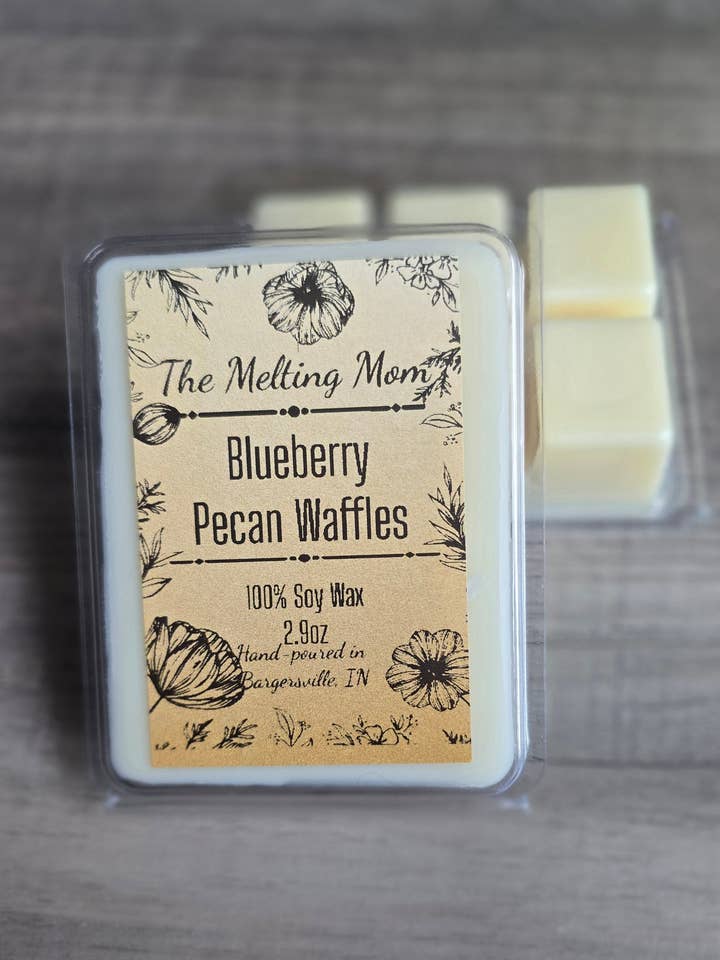 The Melting Mom
Blueberry
Pecan Waffles
100% Soy Wax
2.9oz
Hand-poured in
Bargersville, IN